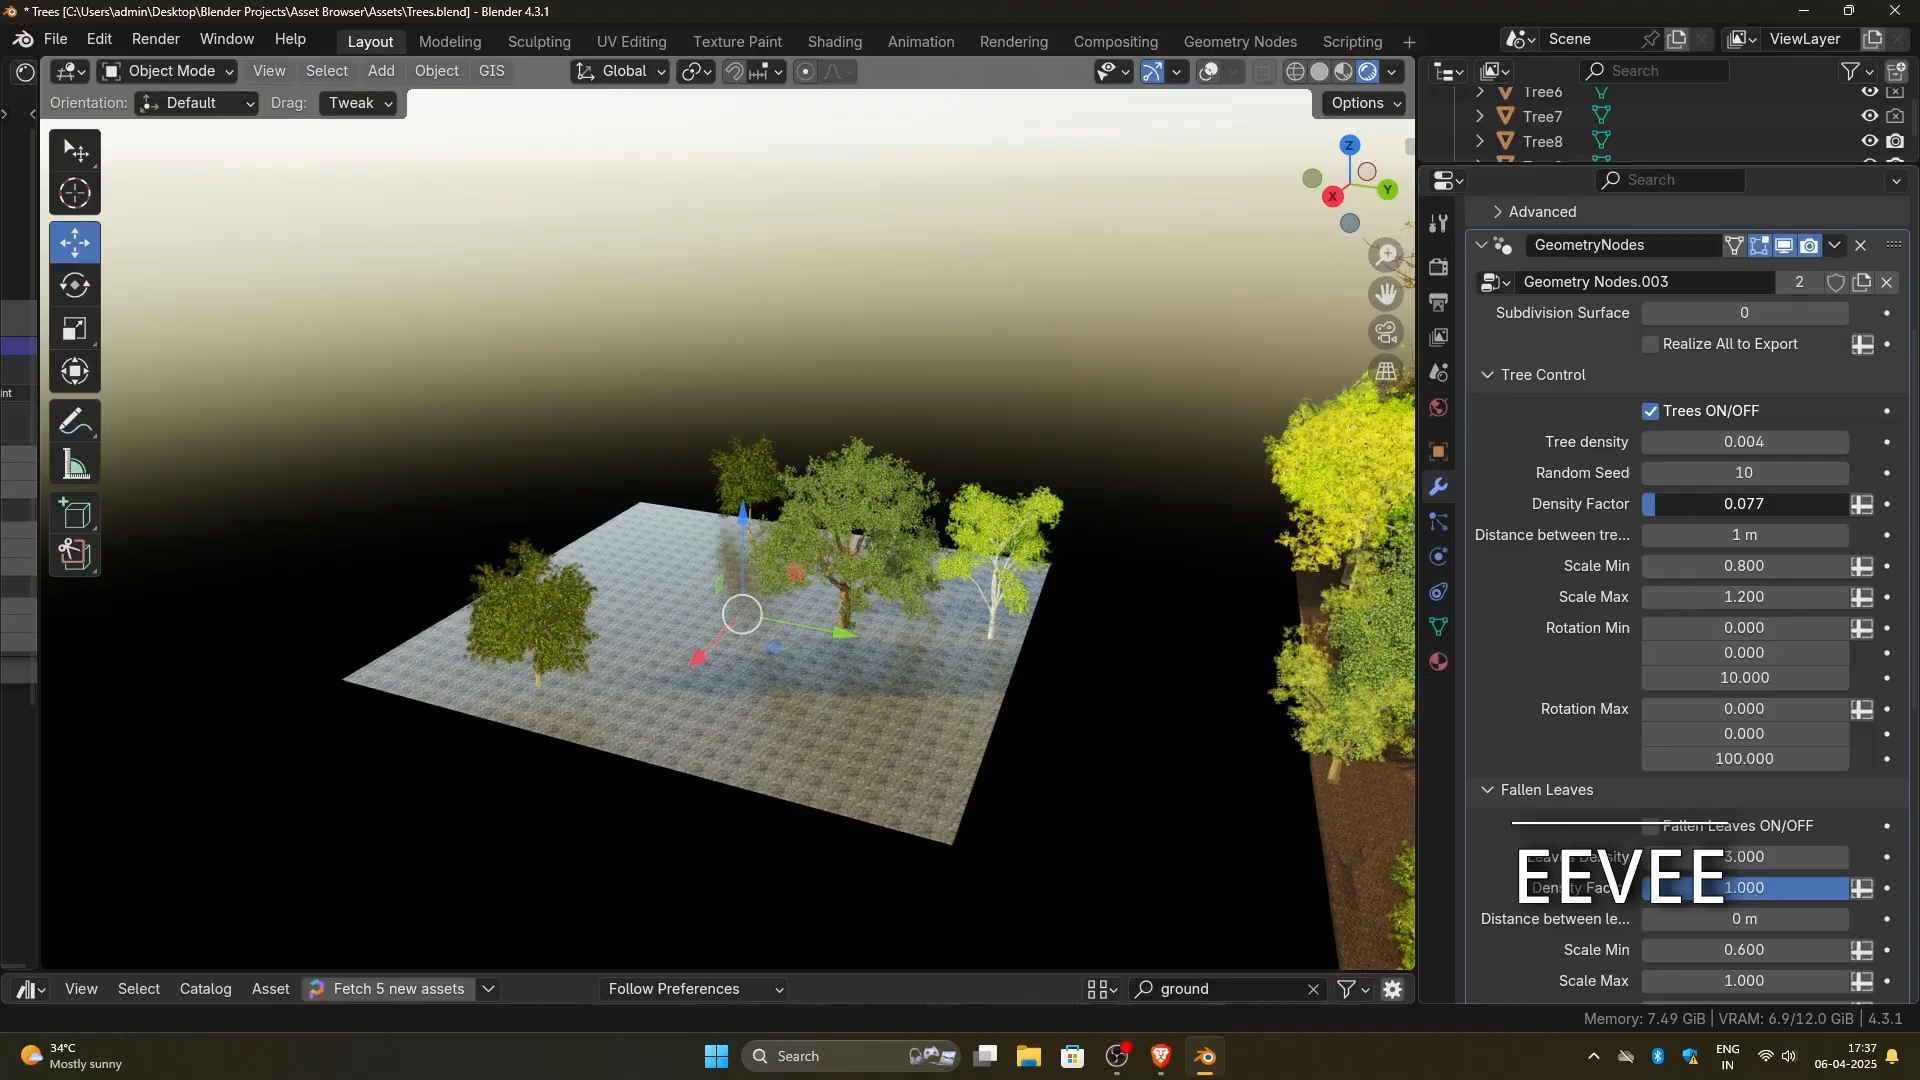 * Trees [C:\Users\admin\Desktop\Blender Projects\Asset Browser\Assets\Trees.blend] - Blender 4.3.1
File Edit Render Window Help Layout Modeling Sculpting UV Editing Texture Paint Shading Animation Rendering Compositing Geometry Nodes Scripting + Scene ViewLayer
Object Mode View Select Add Object GIS Global Search
Orientation: Default Drag: Tweak Options
Tree6
Tree7
Tree8
Z
Y
X
Search
Advanced
GeometryNodes
Geometry Nodes.003 2
Subdivision Surface 0
Realize All to Export
int
Tree Control
Trees ON/OFF
Tree density 0.004
Random Seed 10
Density Factor 0.077
Distance between tre... 1 m
Scale Min 0.800
Scale Max 1.200
Rotation Min 0.000
0.000
10.000
Rotation Max 0.000
0.000
100.000
Fallen Leaves
Fallen Leaves ON/OFF
Leaves Density 3.000
EEVEE
Density Fac 1.000
Distance between le... 0 m
Scale Min 0.600
Scale Max 1.000
View Select Catalog Asset Fetch 5 new assets Follow Preferences ground
Memory: 7.49 GiB | VRAM: 6.9/12.0 GiB | 4.3.1
34°C
Mostly sunny
Search
ENG
IN
17:37
06-04-2025